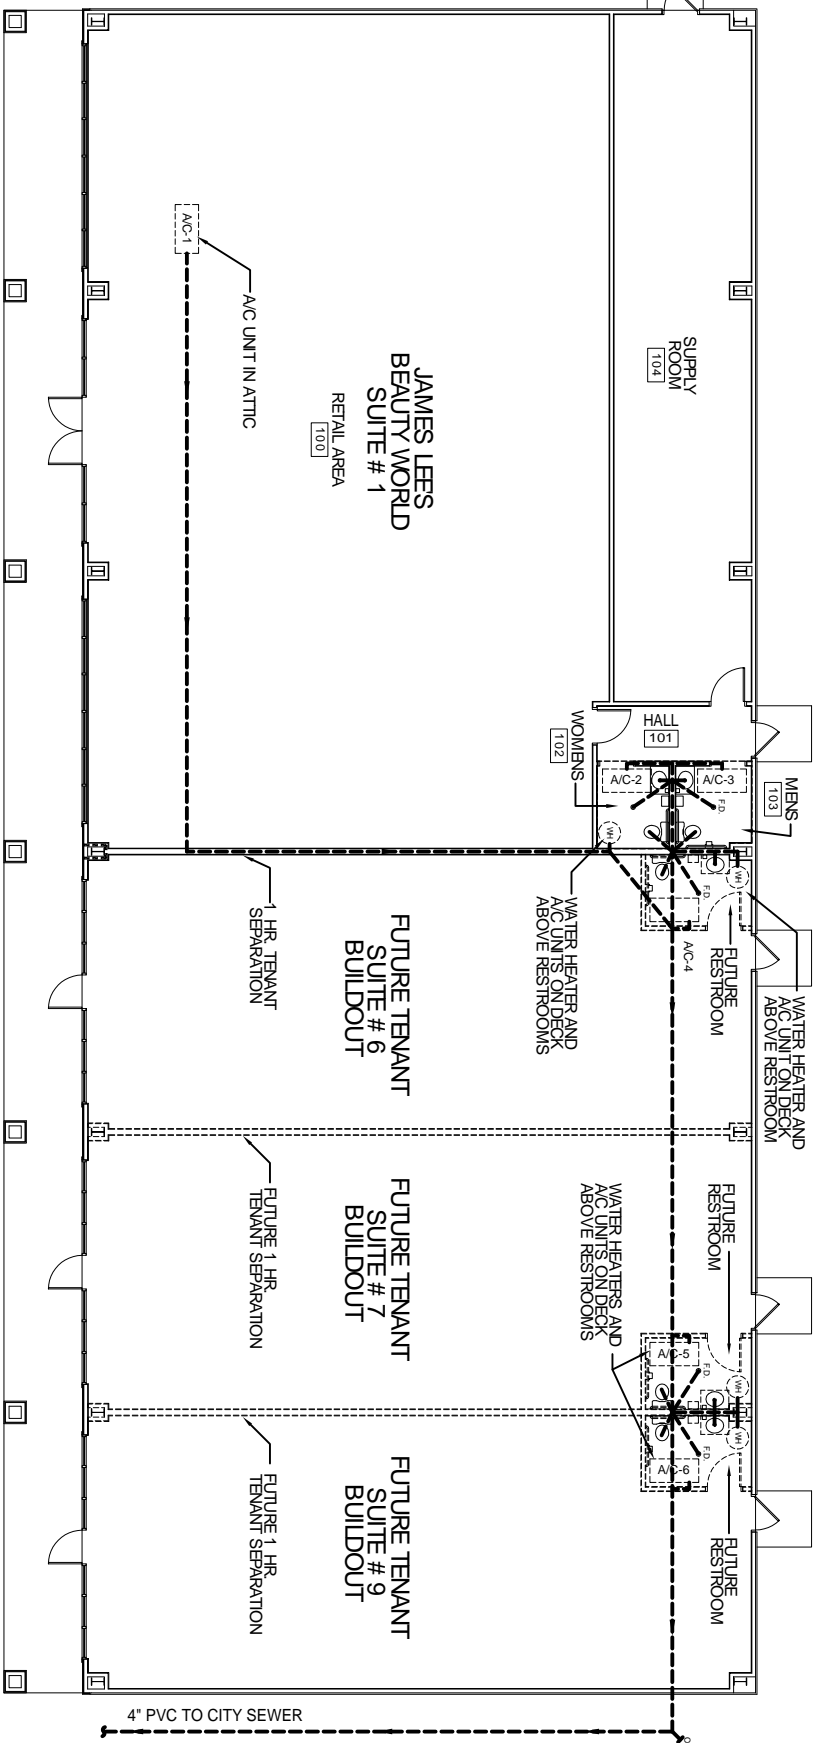 A/C-1
A/C UNIT IN ATTIC
JAMES LEE'S
BEAUTY WORLD
SUITE # 1
RETAIL AREA
100
SUPPLY
ROOM
104
HALL
101
WOMENS
102
MENS
103
A/C-2
A/C-3
F.D.
WH
WH
F.D.
A/C-4
FUTURE
RESTROOM
WATER HEATER AND
A/C UNITS ON DECK
ABOVE RESTROOMS
WATER HEATER AND
A/C UNIT ON DECK
ABOVE RESTROOM
1 HR. TENANT
SEPARATION
FUTURE TENANT
SUITE # 6
BUILDOUT
FUTURE 1 HR.
TENANT SEPARATION
FUTURE TENANT
SUITE # 7
BUILDOUT
WATER HEATERS AND
A/C UNITS ON DECK
ABOVE RESTROOMS
FUTURE
RESTROOM
A/C-5
F.D.
WH
WH
F.D.
A/C-6
FUTURE
RESTROOM
FUTURE 1 HR.
TENANT SEPARATION
FUTURE TENANT
SUITE # 9
BUILDOUT
4" PVC TO CITY SEWER